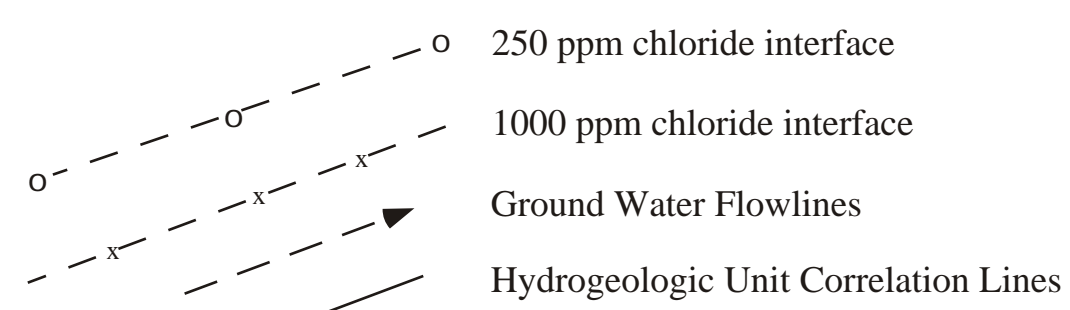 250 ppm chloride interface
1000 ppm chloride interface
Ground Water Flowlines
Hydrogeologic Unit Correlation Lines